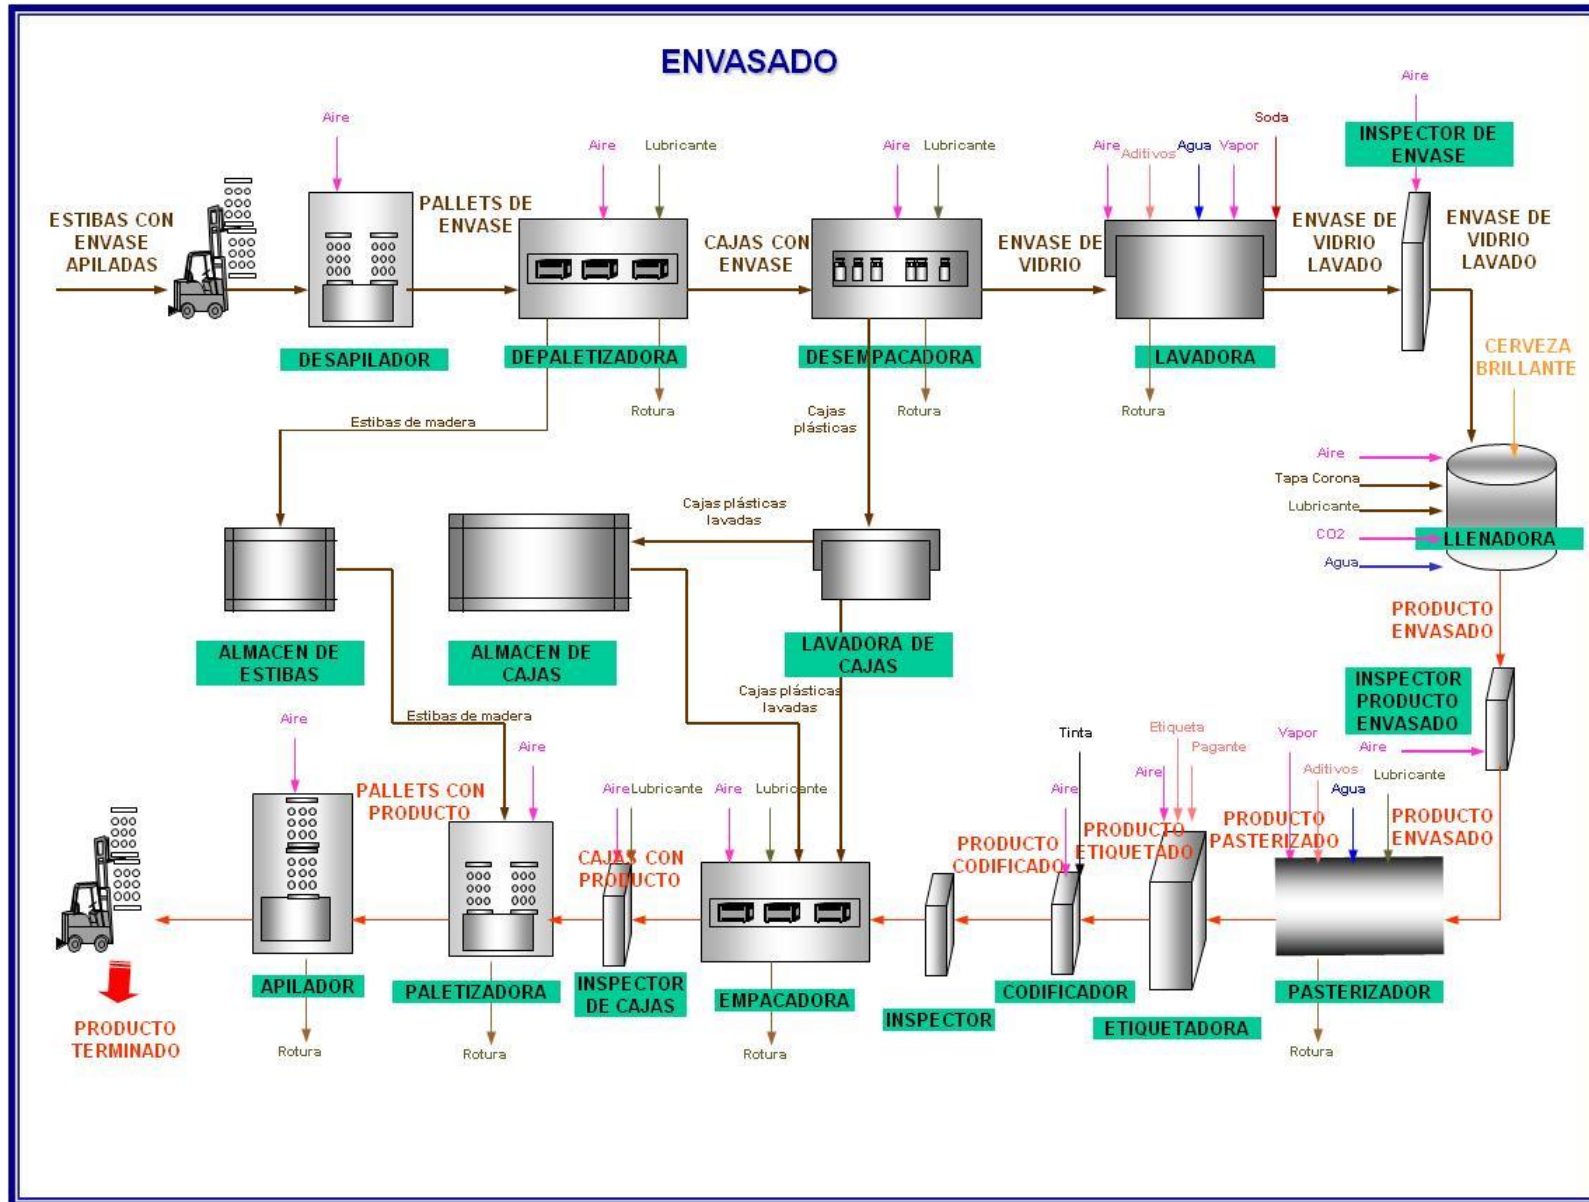 ENVASADO
Aire
Soda
Aire
Aire
Lubricante
Aire
Lubricante
Aire
Aditivos
Agua
Vapor
INSPECTOR DE
ENVASE
ESTIBAS CON
ENVASE
APILADAS
PALLETS DE
ENVASE
CAJAS CON
ENVASE
ENVASE DE
VIDRIO
ENVASE DE
VIDRIO
LAVADO
ENVASE DE
VIDRIO
LAVADO
DESAPILADOR
DEPALETIZADORA
DESEMPACADORA
LAVADORA
CERVEZA
BRILLANTE
Estibas de madera
Rotura
Cajas
plásticas
Rotura
Rotura
Aire
Tapa Corona
Lubricante
CO2
Agua
LLENADORA
Cajas plásticas
lavadas
PRODUCTO
ENVASADO
ALMACEN DE
ESTIBAS
ALMACEN DE
CAJAS
LAVADORA DE
CAJAS
INSPECTOR
PRODUCTO
ENVASADO
Cajas plásticas
lavadas
Estibas de madera
Aire
Aire
Tinta
Etiqueta
Pagante
Vapor
Aire
Aditivos
Agua
Lubricante
Aire
Lubricante
Aire
Lubricante
Aire
Aire
PALLETS CON
PRODUCTO
CAJAS CON
PRODUCTO
PRODUCTO
CODIFICADO
PRODUCTO
ETIQUETADO
PRODUCTO
PASTERIZADO
PRODUCTO
ENVASADO
APILADOR
PALETIZADORA
INSPECTOR
DE CAJAS
EMPACADORA
INSPECTOR
CODIFICADOR
ETIQUETADORA
PASTERIZADOR
PRODUCTO
TERMINADO
Rotura
Rotura
Rotura
Rotura